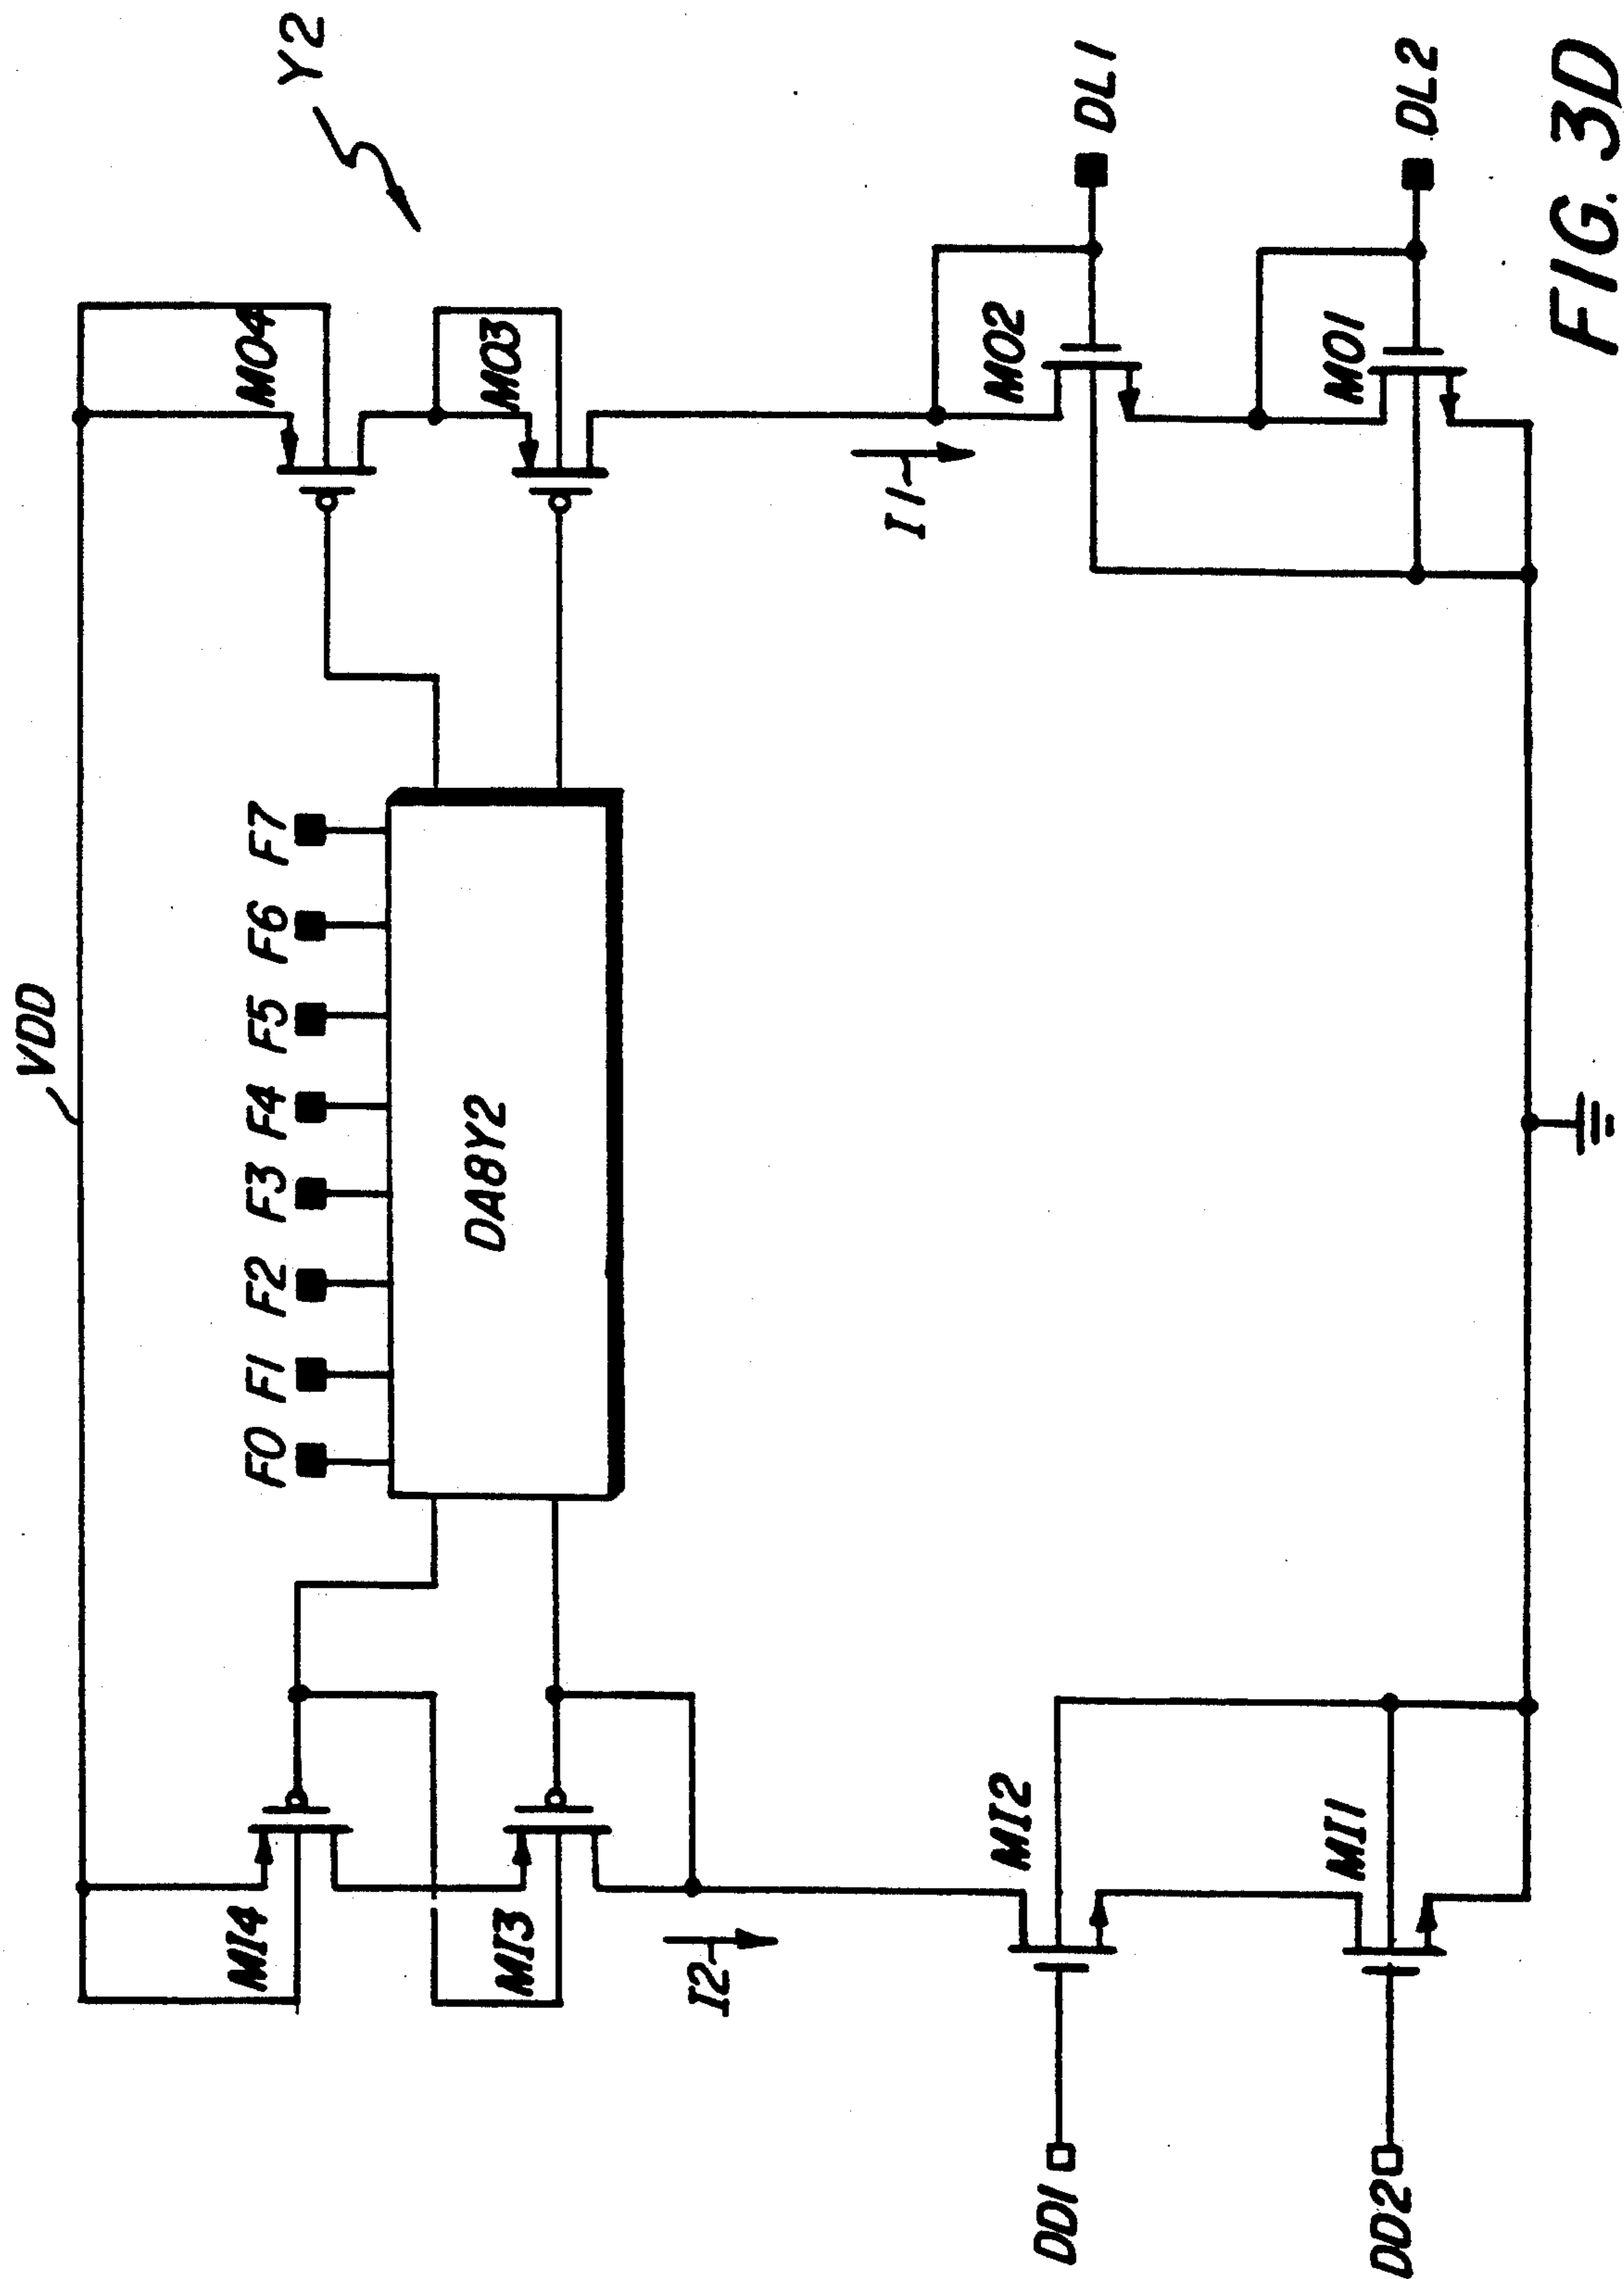 Y2
VDD
F0 F1 F2 F3 F4 F5 F6 F7
DA8Y2
MI4
MO4
MI3
MO3
I2
I1
DD1
MI2
MO2
DL1
DD2
MI1
MO1
DL2
FIG. 3D